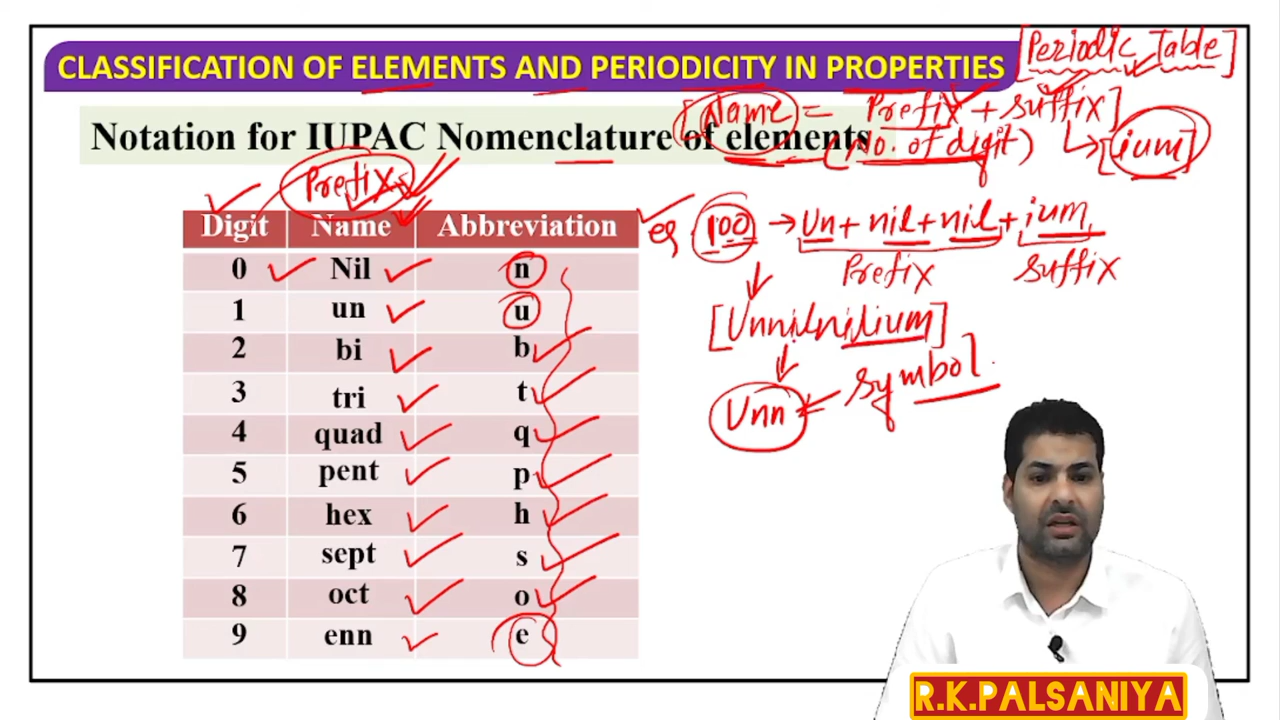 [Periodic Table]
CLASSIFICATION OF ELEMENTS AND PERIODICITY IN PROPERTIES
[Name = Prefix + suffix]
Notation for IUPAC Nomenclature of elements
(No. of digit) [ium]
Prefix
Digit Name Abbreviation
eg 100 → Un + nil + nil + ium
Prefix suffix
0 Nil n
1 un u
[Unnilnilium]
2 bi b
symbol.
3 tri t
Unn
4 quad q
5 pent p
6 hex h
7 sept s
8 oct o
9 enn e
R.K.PALSANIYA